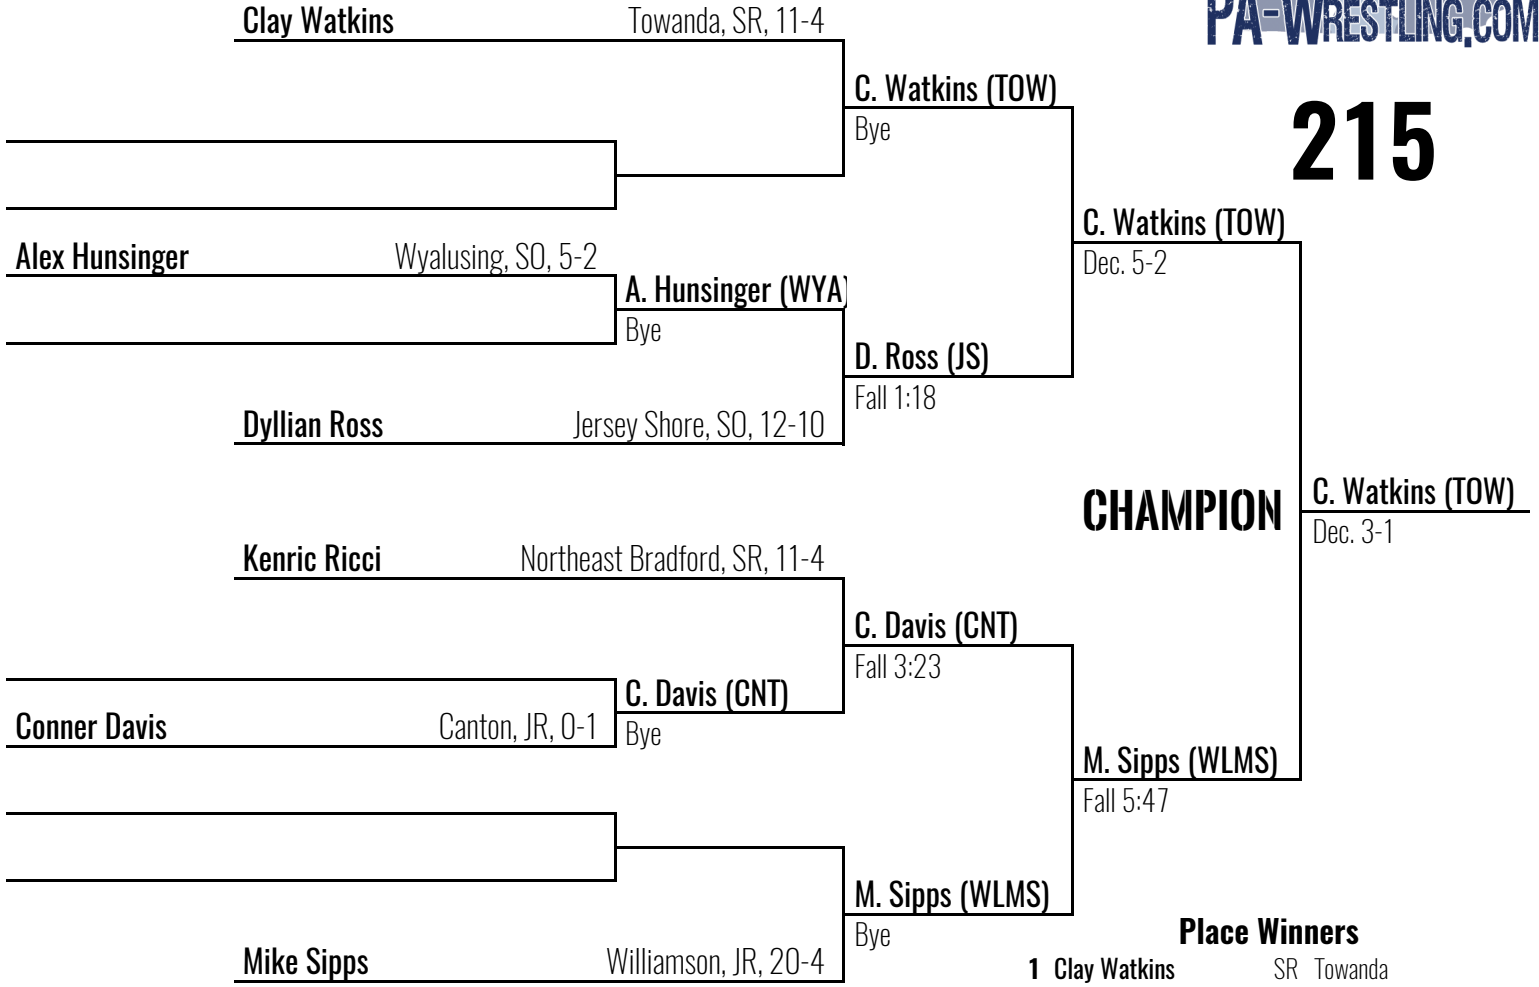 Clay Watkins Towanda, SR, 11-4
PA-WRESTLING.COM
C. Watkins (TOW)
Bye
215
C. Watkins (TOW)
Dec. 5-2
Alex Hunsinger Wyalusing, SO, 5-2
A. Hunsinger (WYA)
Bye
D. Ross (JS)
Fall 1:18
Dyllian Ross Jersey Shore, SO, 12-10
CHAMPION
C. Watkins (TOW)
Dec. 3-1
Kenric Ricci Northeast Bradford, SR, 11-4
C. Davis (CNT)
Fall 3:23
C. Davis (CNT)
Bye
Conner Davis Canton, JR, 0-1
M. Sipps (WLMS)
Fall 5:47
M. Sipps (WLMS)
Bye
Mike Sipps Williamson, JR, 20-4
Place Winners
1 Clay Watkins SR Towanda